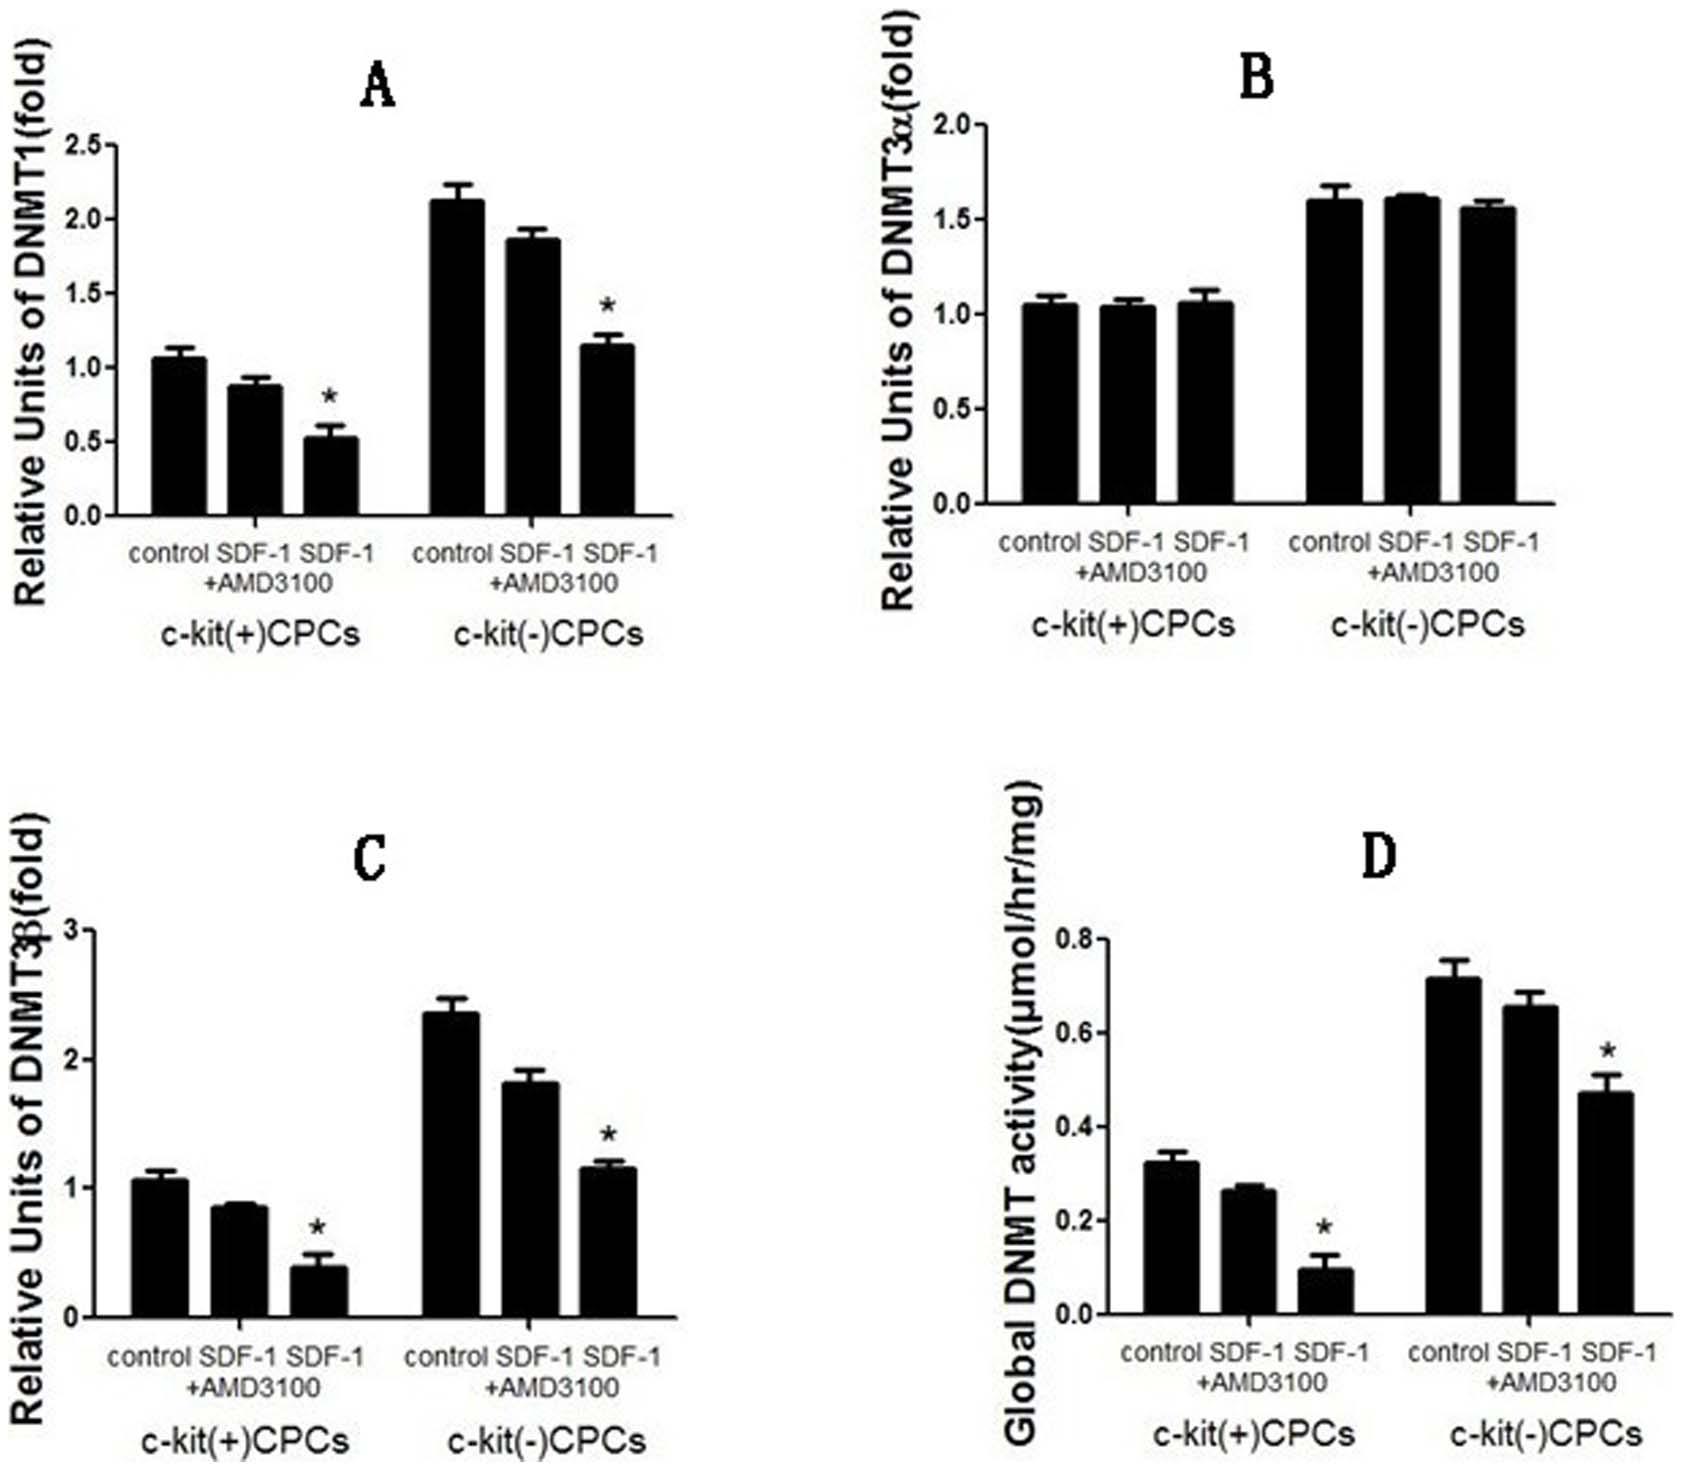 A
Relative Units of DNMT1(fold)
2.5
2.0
1.5
1.0
0.5
0.0
*
*
control SDF-1 SDF-1
+AMD3100
c-kit(+)CPCs
control SDF-1 SDF-1
+AMD3100
c-kit(-)CPCs
B
Relative Units of DNMT3α(fold)
2.0
1.5
1.0
0.5
0.0
control SDF-1 SDF-1
+AMD3100
c-kit(+)CPCs
control SDF-1 SDF-1
+AMD3100
c-kit(-)CPCs
C
Relative Units of DNMT3β(fold)
3
2
1
0
*
*
control SDF-1 SDF-1
+AMD3100
c-kit(+)CPCs
control SDF-1 SDF-1
+AMD3100
c-kit(-)CPCs
D
Global DNMT activity(μmol/hr/mg)
0.8
0.6
0.4
0.2
0.0
*
*
control SDF-1 SDF-1
+AMD3100
c-kit(+)CPCs
control SDF-1 SDF-1
+AMD3100
c-kit(-)CPCs